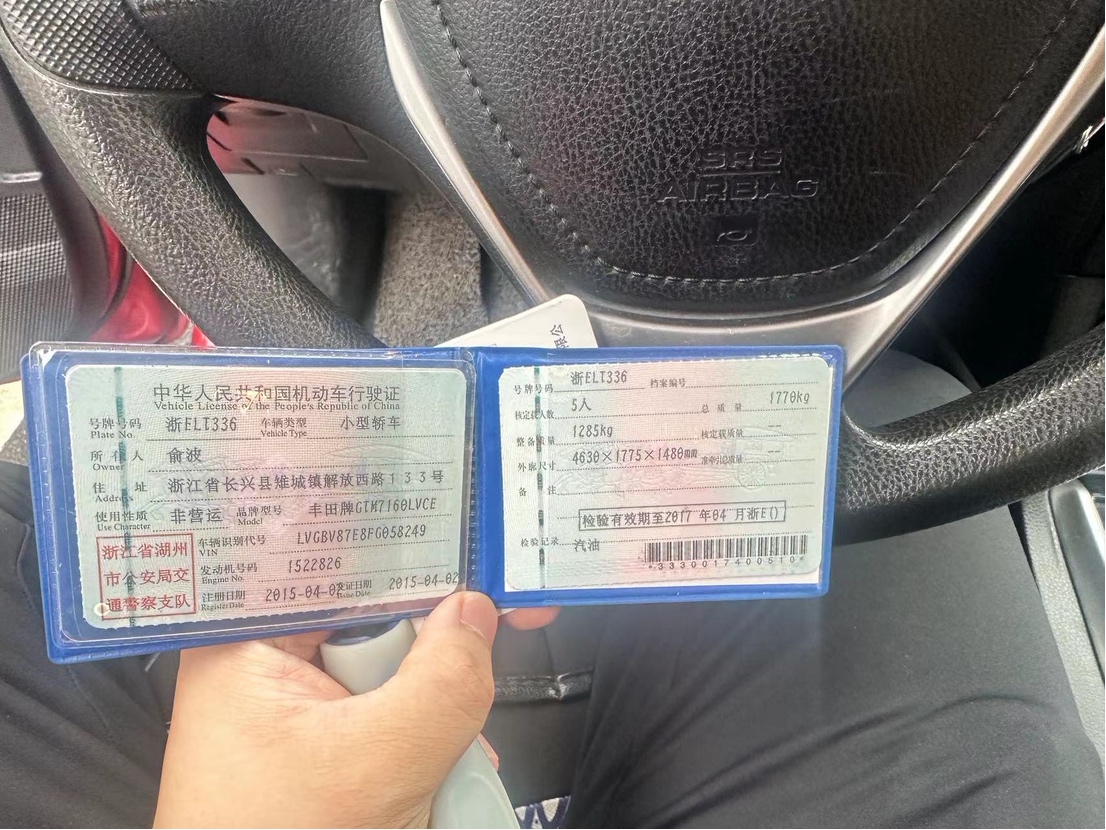 SRS
AIRBAG
限公
中华人民共和国机动车行驶证
Vehicle License of the People's Republic of China
号牌号码 浙ELT336 车辆类型 小型轿车
Plate No. Vehicle Type
所有人 俞波
Owner
住址 浙江省长兴县雉城镇解放西路133号
Address
使用性质 非营运 品牌型号 丰田牌GTM7160LVCE
Use Character Model
浙江省湖州
市公安局交
通警察支队
车辆识别代号 LVGBV87E8FG058249
VIN
发动机号码 1522826
Engine No.
注册日期 2015-04-02 发证日期 2015-04-02
Register Date Issue Date
号牌号码 浙ELT336 档案编号
核定载人数 5人 总质量 1770kg
整备质量 1285kg 核定载质量 --
外廓尺寸 4630×1775×1480mm 准牵引总质量 --
备注
检验有效期至2017年04月浙E()
检验记录 汽油
*3330017400510*